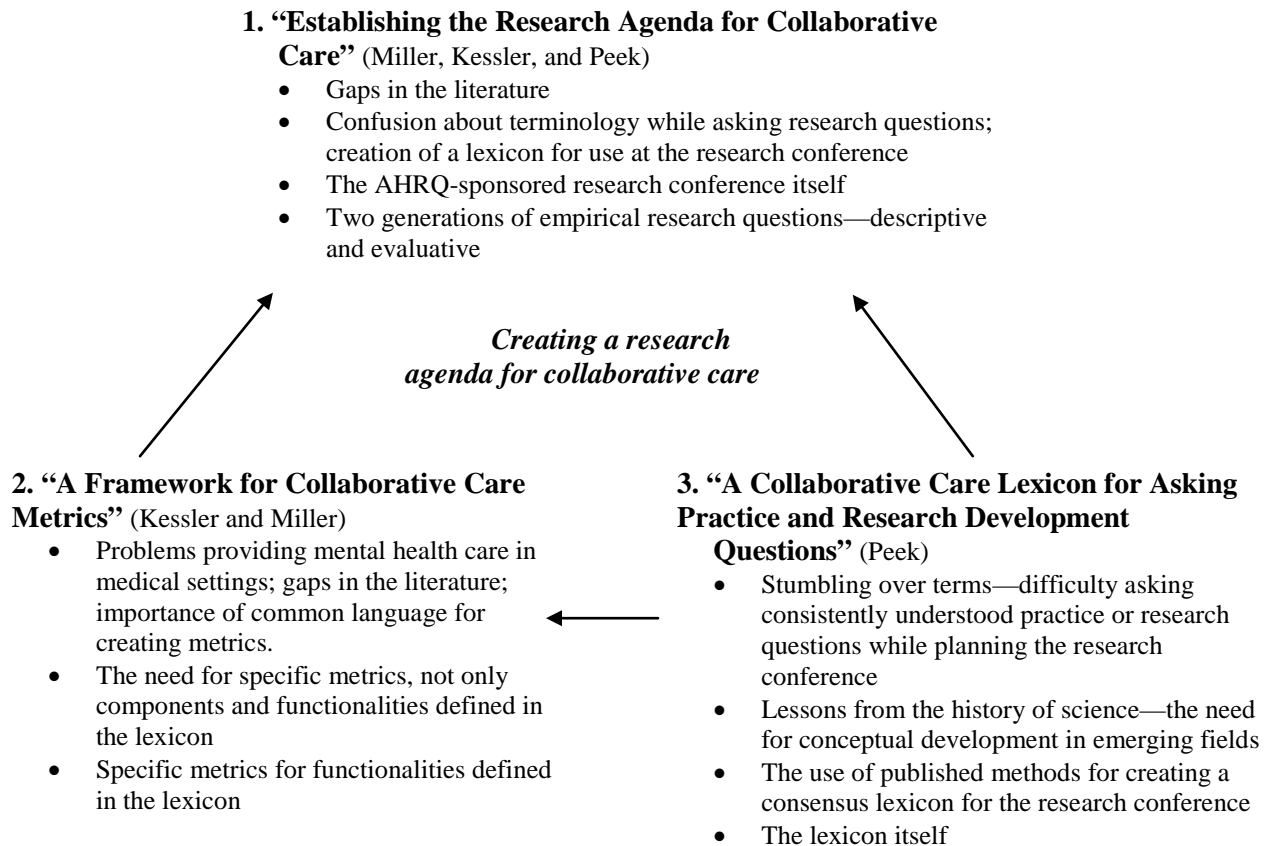 1. “Establishing the Research Agenda for Collaborative
Care” (Miller, Kessler, and Peek)
• Gaps in the literature
• Confusion about terminology while asking research questions;
creation of a lexicon for use at the research conference
• The AHRQ-sponsored research conference itself
• Two generations of empirical research questions—descriptive
and evaluative
Creating a research
agenda for collaborative care
2. “A Framework for Collaborative Care
Metrics” (Kessler and Miller)
• Problems providing mental health care in
medical settings; gaps in the literature;
importance of common language for
creating metrics.
• The need for specific metrics, not only
components and functionalities defined in
the lexicon
• Specific metrics for functionalities defined
in the lexicon
3. “A Collaborative Care Lexicon for Asking
Practice and Research Development
Questions” (Peek)
• Stumbling over terms—difficulty asking
consistently understood practice or research
questions while planning the research
conference
• Lessons from the history of science—the need
for conceptual development in emerging fields
• The use of published methods for creating a
consensus lexicon for the research conference
• The lexicon itself